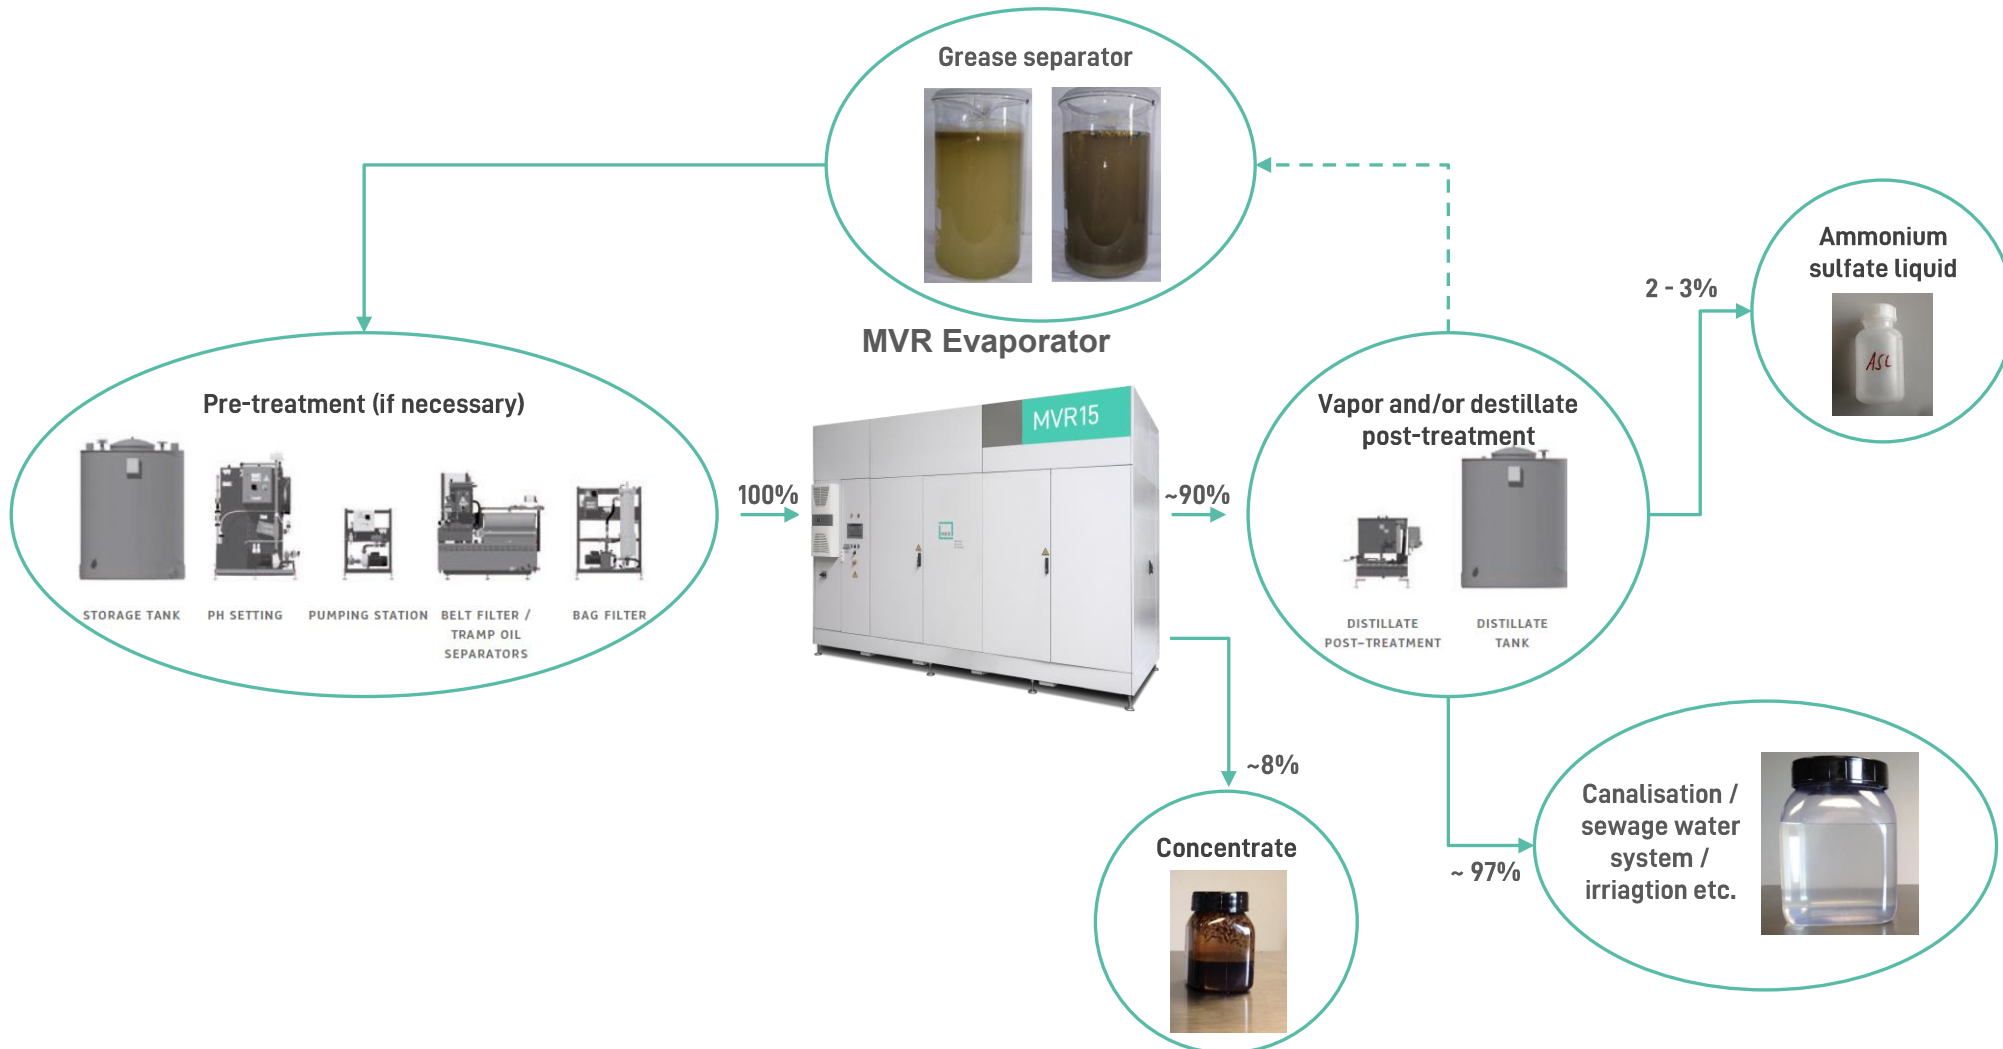 Grease separator
MVR Evaporator
Pre-treatment (if necessary)
STORAGE TANK
PH SETTING
PUMPING STATION
BELT FILTER /
TRAMP OIL
SEPARATORS
BAG FILTER
100%
MVR15
~90%
~8%
Concentrate
Vapor and/or destillate
post-treatment
DISTILLATE
POST-TREATMENT
DISTILLATE
TANK
2 - 3%
Ammonium
sulfate liquid
ASL
~ 97%
Canalisation /
sewage water
system /
irriagtion etc.